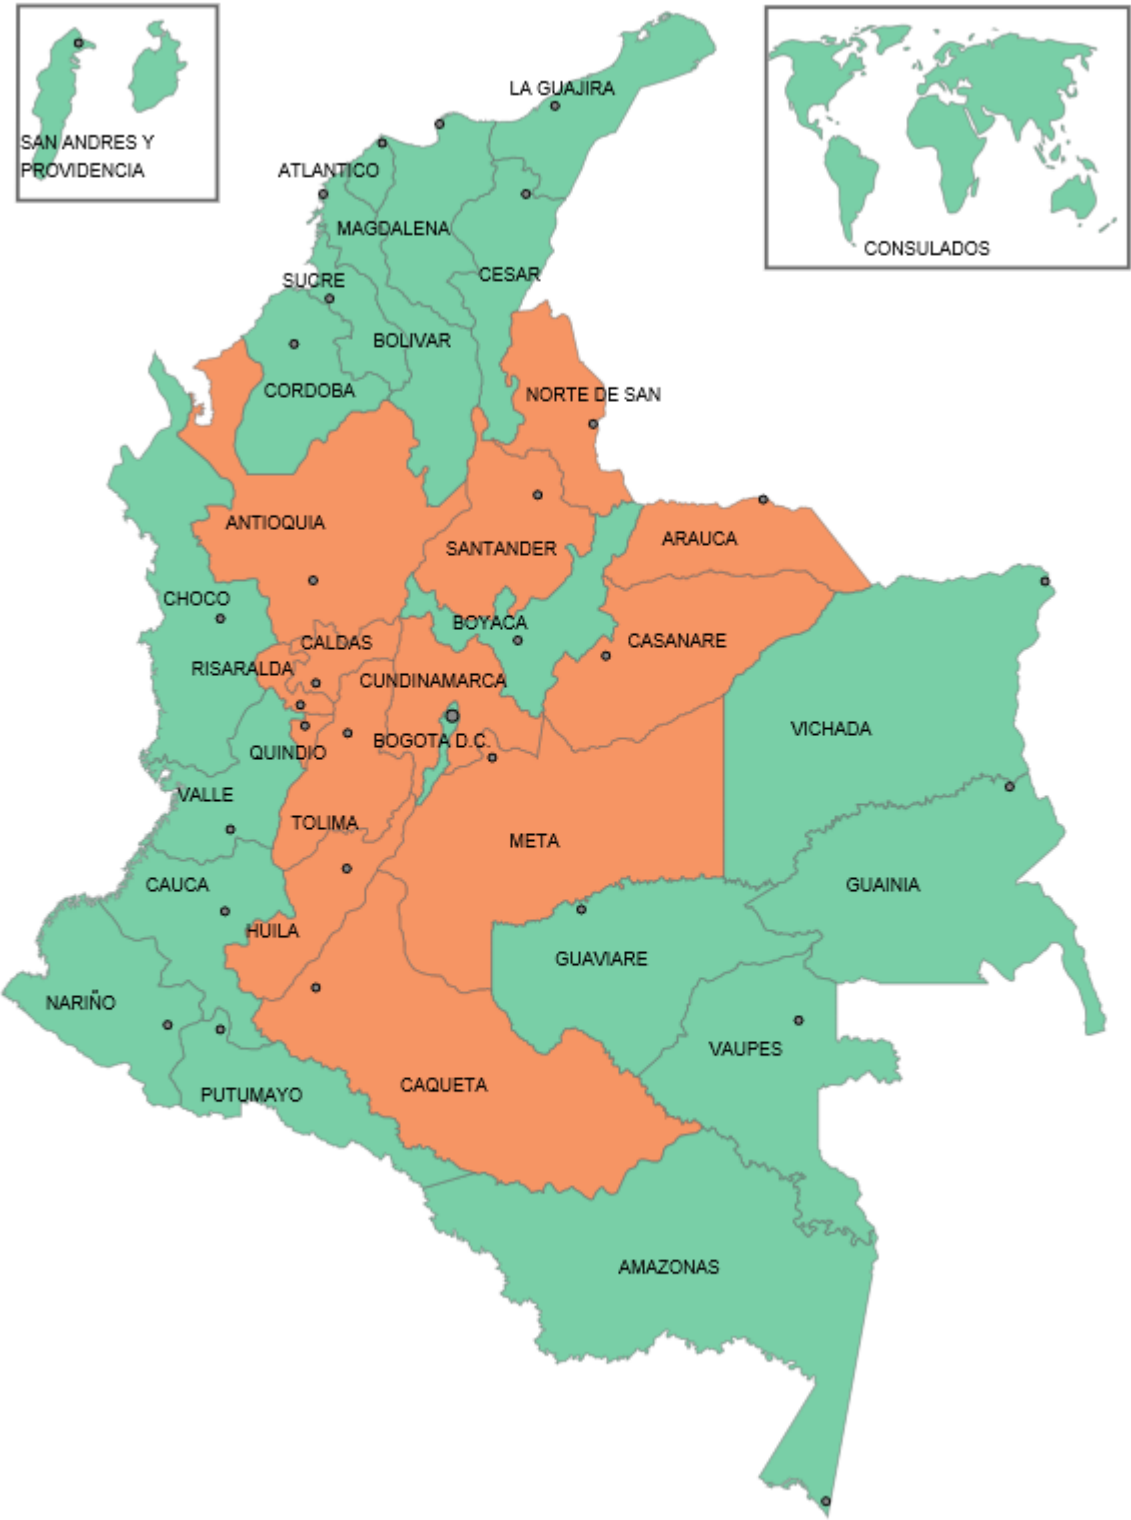 LA GUAJIRA
SAN ANDRES Y
PROVIDENCIA
ATLANTICO
MAGDALENA
CONSULADOS
CESAR
SUCRE
BOLIVAR
CORDOBA
NORTE DE SAN
ANTIOQUIA
ARAUCA
SANTANDER
CHOCO
BOYACA
CALDAS
CASANARE
RISARALDA
CUNDINAMARCA
VICHADA
BOGOTA D.C.
QUINDIO
VALLE
TOLIMA
META
CAUCA
GUAINIA
HUILA
GUAVIARE
NARIÑO
VAUPES
CAQUETA
PUTUMAYO
AMAZONAS